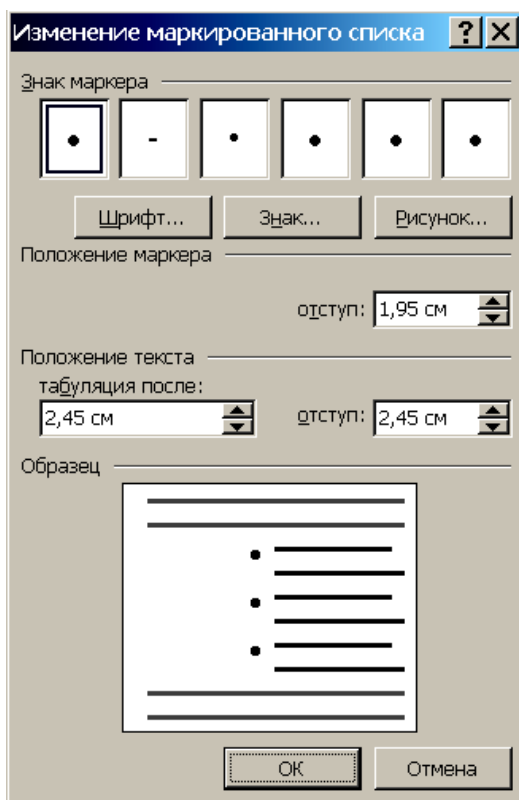 Изменение маркированного списка
Знак маркера
Шрифт... Знак... Рисунок...
Положение маркера
отступ: 1,95 см
Положение текста
табуляция после:
2,45 см отступ: 2,45 см
Образец
ОК Отмена